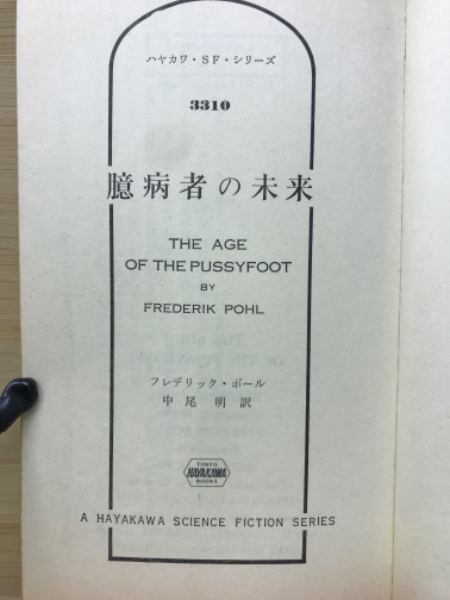 ハヤカワ・SF・シリーズ
3310
臆病者の未来
THE AGE
OF THE PUSSYFOOT
BY
FREDERIK POHL
フレデリック・ポール
中尾 明訳
TOKYO
HAYAKAWA
BOOKS
A HAYAKAWA SCIENCE FICTION SERIES